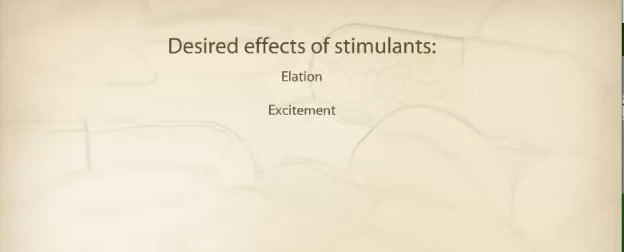 Desired effects of stimulants:
Elation
Excitement